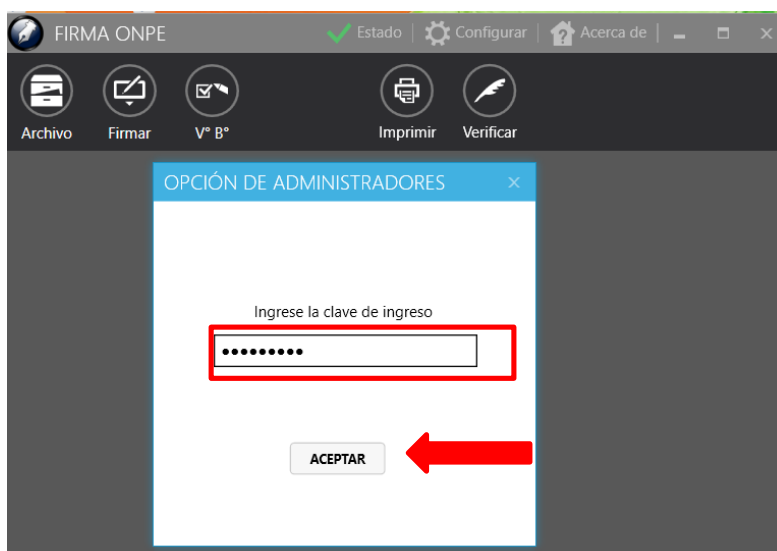 FIRMA ONPE
Estado
Configurar
Acerca de
Archivo
Firmar
V° B°
Imprimir
Verificar
OPCIÓN DE ADMINISTRADORES
Ingrese la clave de ingreso
•••••••••
ACEPTAR